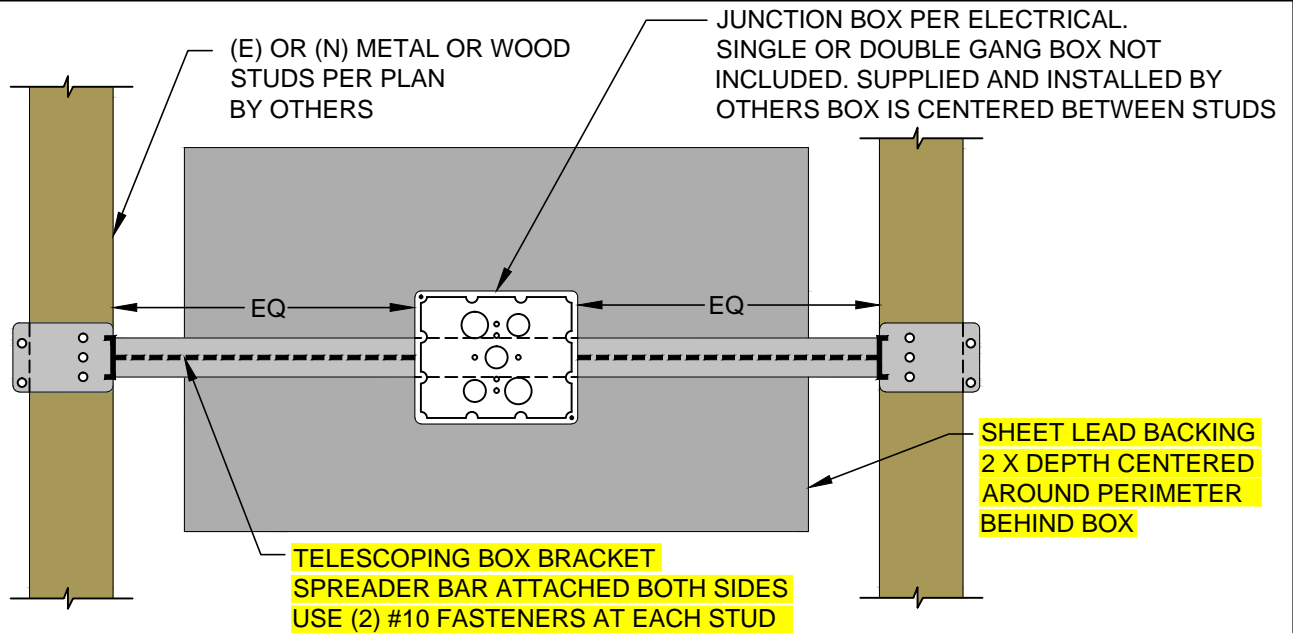 (E) OR (N) METAL OR WOOD
STUDS PER PLAN
BY OTHERS
JUNCTION BOX PER ELECTRICAL.
SINGLE OR DOUBLE GANG BOX NOT
INCLUDED. SUPPLIED AND INSTALLED BY
OTHERS BOX IS CENTERED BETWEEN STUDS
EQ
EQ
SHEET LEAD BACKING
2 X DEPTH CENTERED
AROUND PERIMETER
BEHIND BOX
TELESCOPING BOX BRACKET
SPREADER BAR ATTACHED BOTH SIDES
USE (2) #10 FASTENERS AT EACH STUD